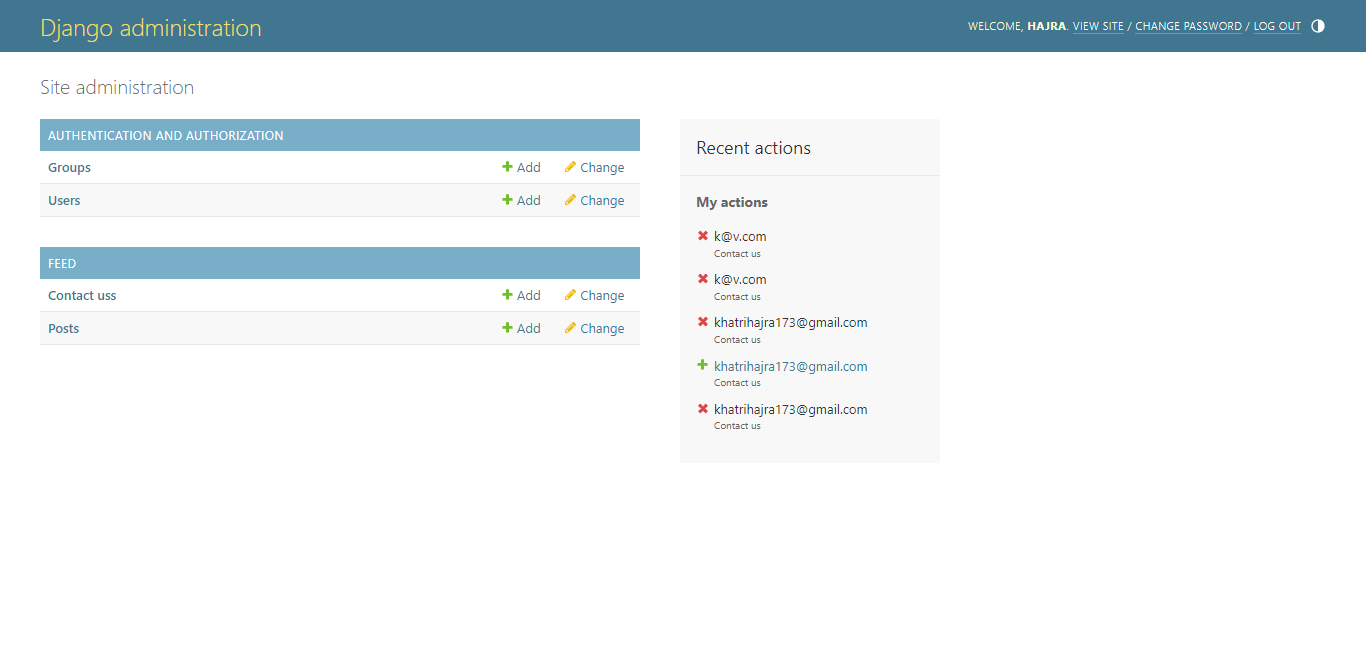 Django administration
WELCOME, HAJRA. VIEW SITE / CHANGE PASSWORD / LOG OUT
Site administration
AUTHENTICATION AND AUTHORIZATION
Groups Add Change
Users Add Change
FEED
Contact uss Add Change
Posts Add Change
Recent actions
My actions
k@v.com
Contact us
k@v.com
Contact us
khatrihajra173@gmail.com
Contact us
khatrihajra173@gmail.com
Contact us
khatrihajra173@gmail.com
Contact us